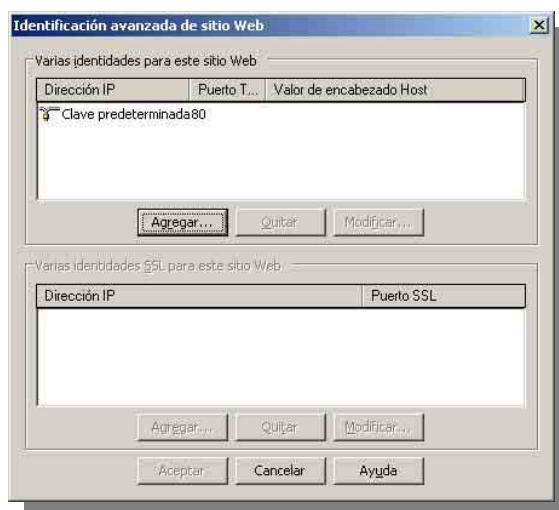 Identificación avanzada de sitio Web
Varias identidades para este sitio Web
Dirección IP Puerto T... Valor de encabezado Host
Clave predeterminada 80
Agregar... Quitar Modificar...
Varias identidades SSL para este sitio Web
Dirección IP Puerto SSL
Agregar... Quitar Modificar...
Aceptar Cancelar Ayuda